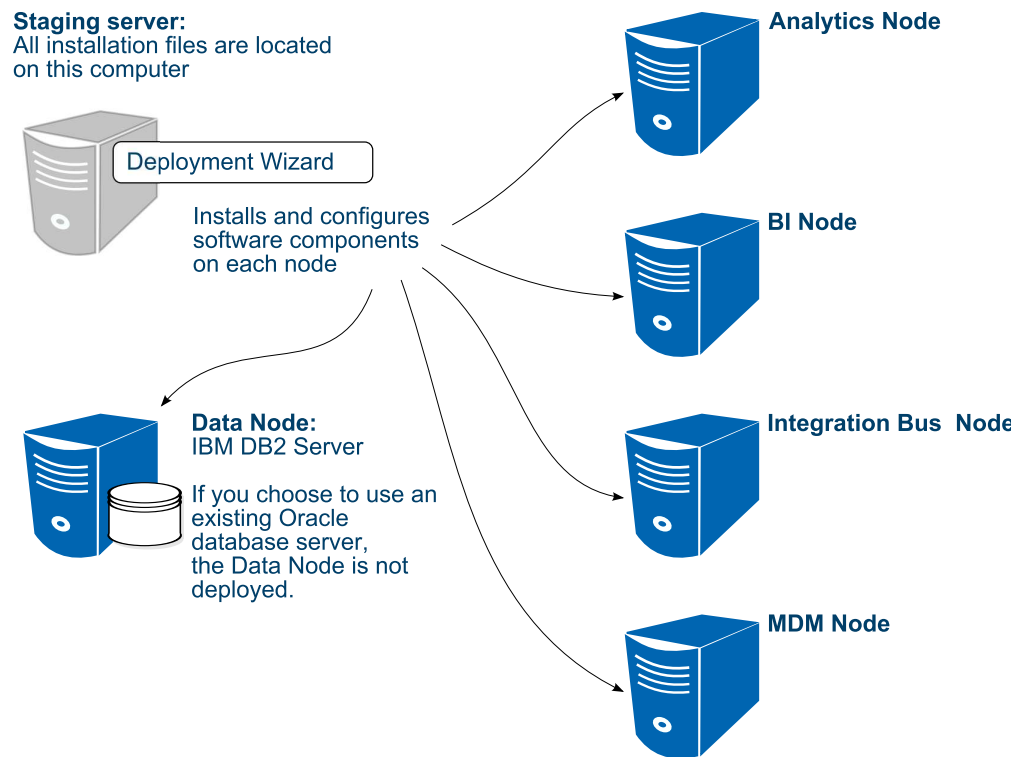 Staging server:
All installation files are located
on this computer
Deployment Wizard
Installs and configures
software components
on each node
Analytics Node
BI Node
Data Node:
IBM DB2 Server
If you choose to use an
existing Oracle
database server,
the Data Node is not
deployed.
Integration Bus  Node
MDM Node